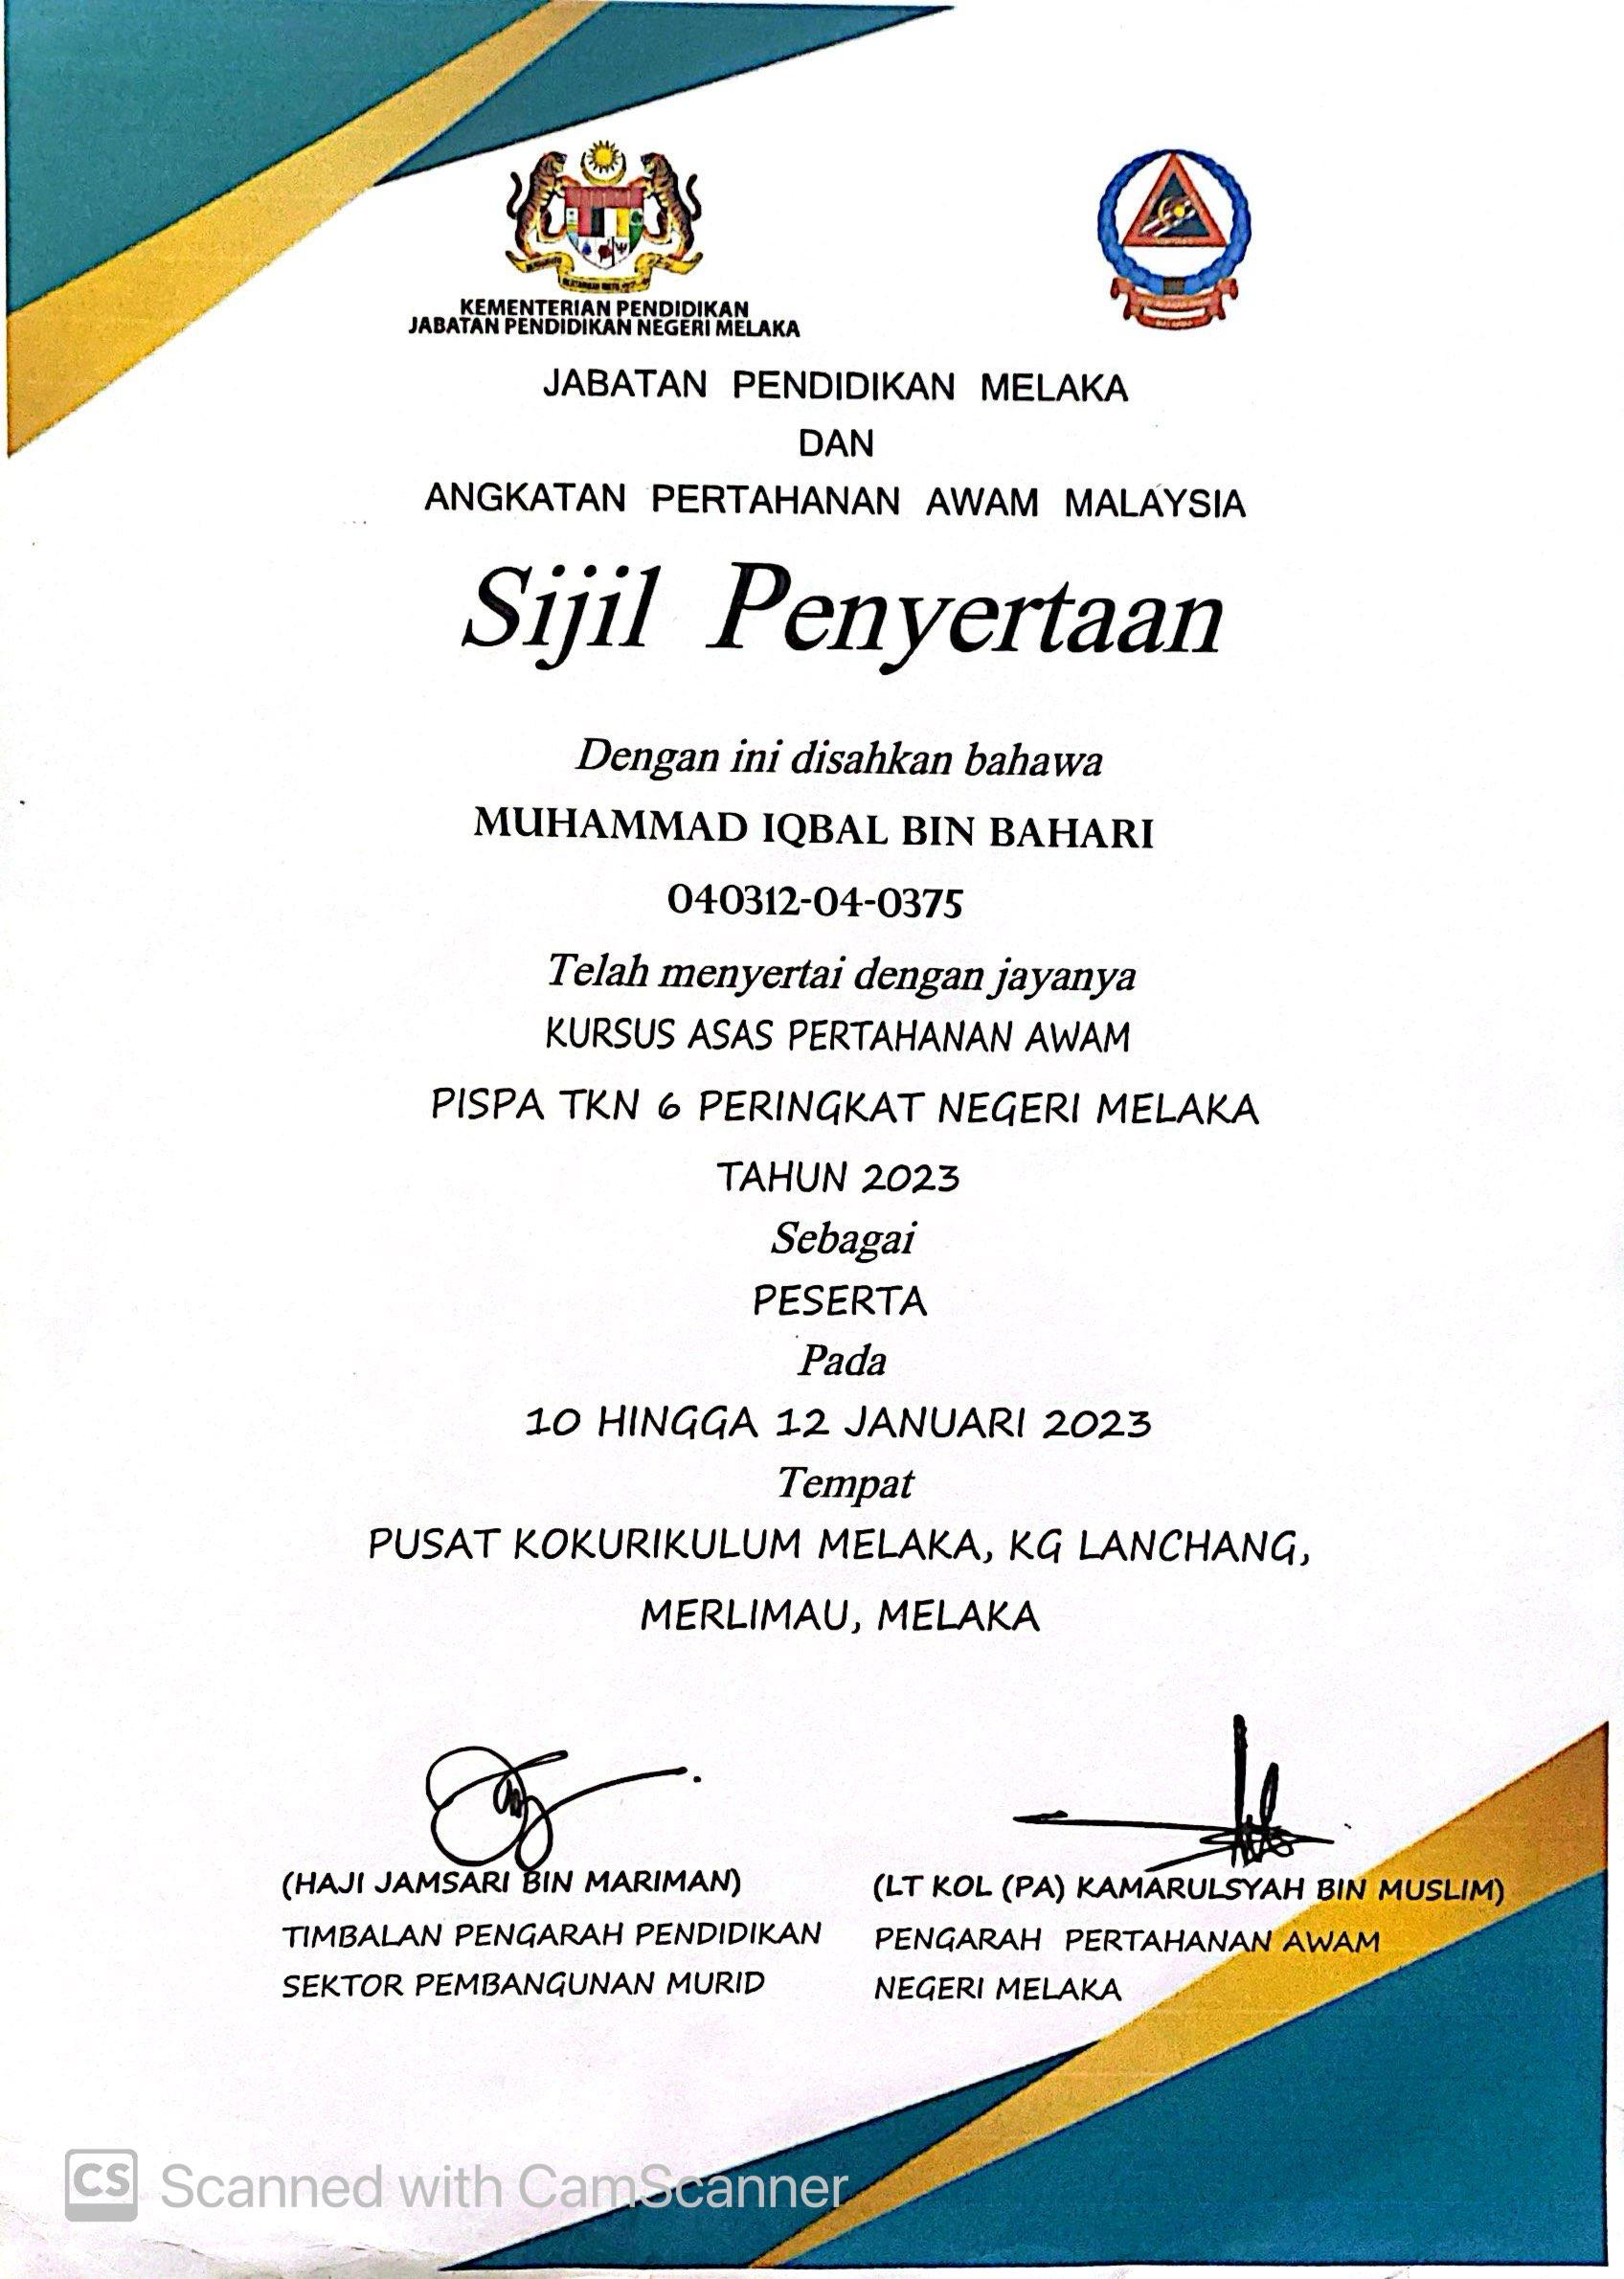 KEMENTERIAN PENDIDIKAN
JABATAN PENDIDIKAN NEGERI MELAKA
JABATAN PENDIDIKAN MELAKA
DAN
ANGKATAN PERTAHANAN AWAM MALAYSIA
Sijil Penyertaan
Dengan ini disahkan bahawa
MUHAMMAD IQBAL BIN BAHARI
040312-04-0375
Telah menyertai dengan jayanya
KURSUS ASAS PERTAHANAN AWAM
PISPA TKN 6 PERINGKAT NEGERI MELAKA
TAHUN 2023
Sebagai
PESERTA
Pada
10 HINGGA 12 JANUARI 2023
Tempat
PUSAT KOKURIKULUM MELAKA, KG LANCHANG,
MERLIMAU, MELAKA
(HAJI JAMSARI BIN MARIMAN)
TIMBALAN PENGARAH PENDIDIKAN
SEKTOR PEMBANGUNAN MURID
(LT KOL (PA) KAMARULSYAH BIN MUSLIM)
PENGARAH PERTAHANAN AWAM
NEGERI MELAKA
CS Scanned with CamScanner